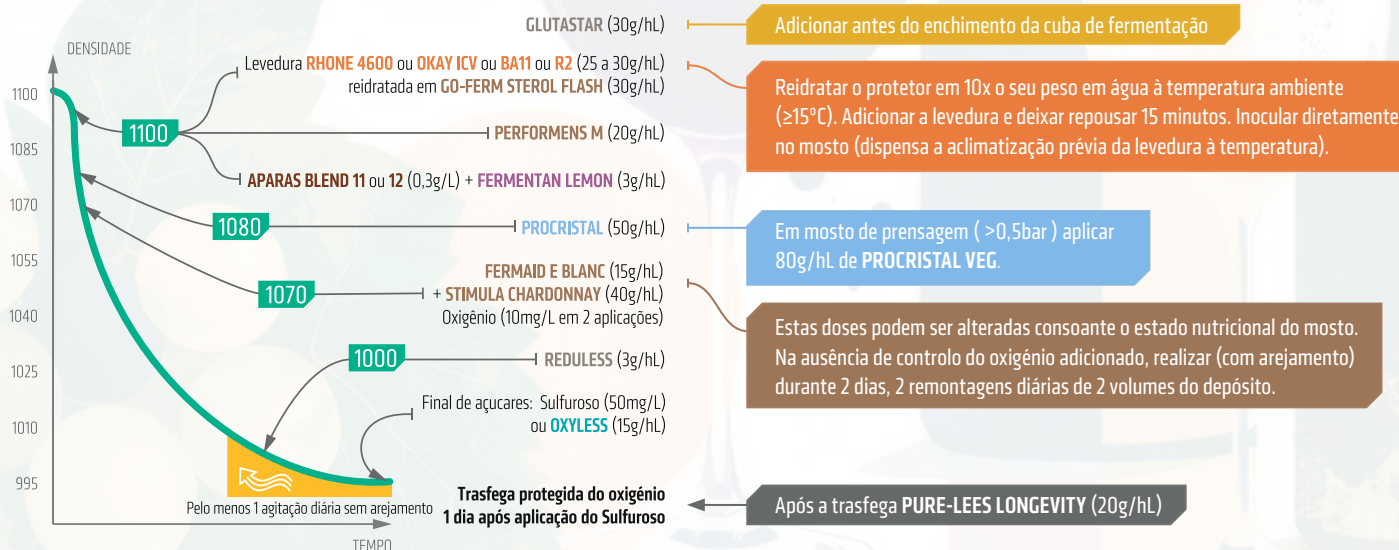 GLUTASTAR (30g/hL)
Adicionar antes do enchimento da cuba de fermentação
DENSIDADE
Levedura RHONE 4600 ou OKAY ICV ou BA11 ou R2 (25 a 30g/hL)
reidratada em GO-FERM STEROL FLASH (30g/hL)
Reidratar o protetor em 10x o seu peso em água à temperatura ambiente
(≥15°C). Adicionar a levedura e deixar repousar 15 minutos. Inocular diretamente
no mosto (dispensa a aclimatização prévia da levedura à temperatura).
1100
1100
PERFORMENS M (20g/hL)
1085
APARAS BLEND 11 ou 12 (0,3g/L) + FERMENTAN LEMON (3g/hL)
1070
1080
PROCRISTAL (50g/hL)
Em mosto de prensagem ( >0,5bar ) aplicar
80g/hL de PROCRISTAL VEG.
1055
1070
FERMAID E BLANC (15g/hL)
+ STIMULA CHARDONNAY (40g/hL)
Oxigênio (10mg/L em 2 aplicações)
Estas doses podem ser alteradas consoante o estado nutricional do mosto.
Na ausência de controlo do oxigénio adicionado, realizar (com arejamento)
durante 2 dias, 2 remontagens diárias de 2 volumes do depósito.
1040
1000
REDULESS (3g/hL)
1025
Final de açucares: Sulfuroso (50mg/L)
ou OXYLESS (15g/hL)
1010
995
Pelo menos 1 agitação diária sem arejamento
Trasfega protegida do oxigénio
1 dia após aplicação do Sulfuroso
Após a trasfega PURE-LEES LONGEVITY (20g/hL)
TEMPO